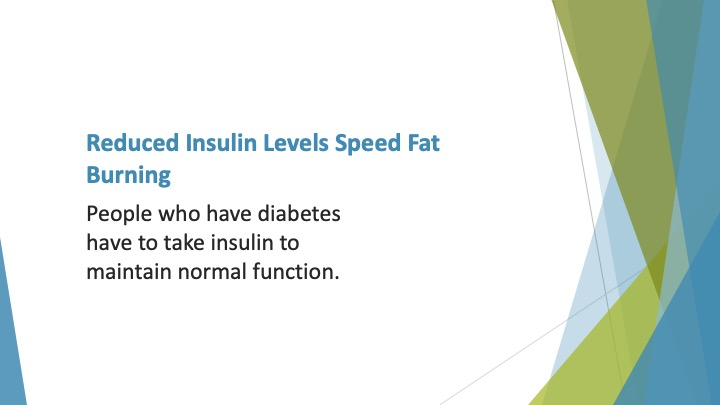 Reduced Insulin Levels Speed Fat
Burning
People who have diabetes
have to take insulin to
maintain normal function.